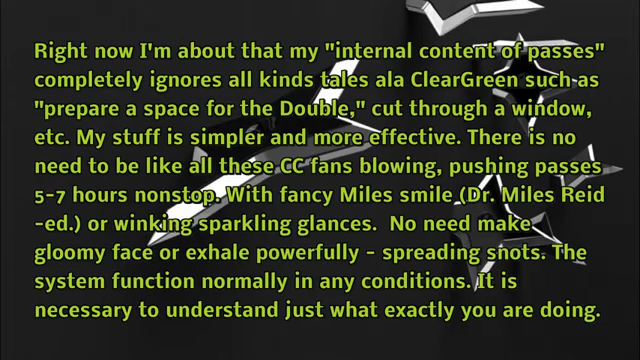 Right now I'm about that my "internal content of passes"
completely ignores all kinds tales ala ClearGreen such as
"prepare a space for the Double," cut through a window,
etc. My stuff is simpler and more effective. There is no
need to be like all these CC fans blowing, pushing passes
5-7 hours nonstop. With fancy Miles smile (Dr. Miles Reid
-ed.) or winking sparkling glances.  No need make
gloomy face or exhale powerfully - spreading snots. The
system function normally in any conditions. It is
necessary to understand just what exactly you are doing.